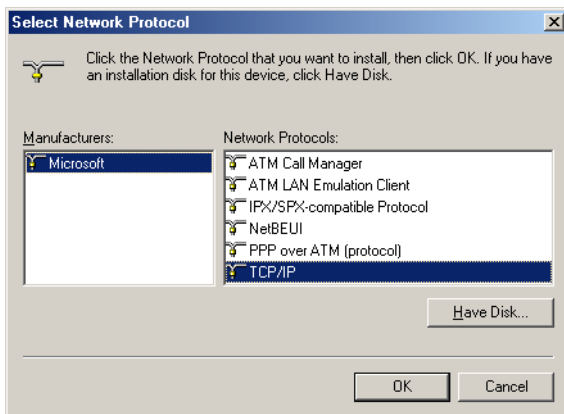 Select Network Protocol
Click the Network Protocol that you want to install, then click OK. If you have
an installation disk for this device, click Have Disk.
Manufacturers:
Microsoft
Network Protocols:
ATM Call Manager
ATM LAN Emulation Client
IPX/SPX-compatible Protocol
NetBEUI
PPP over ATM (protocol)
TCP/IP
Have Disk...
OK
Cancel